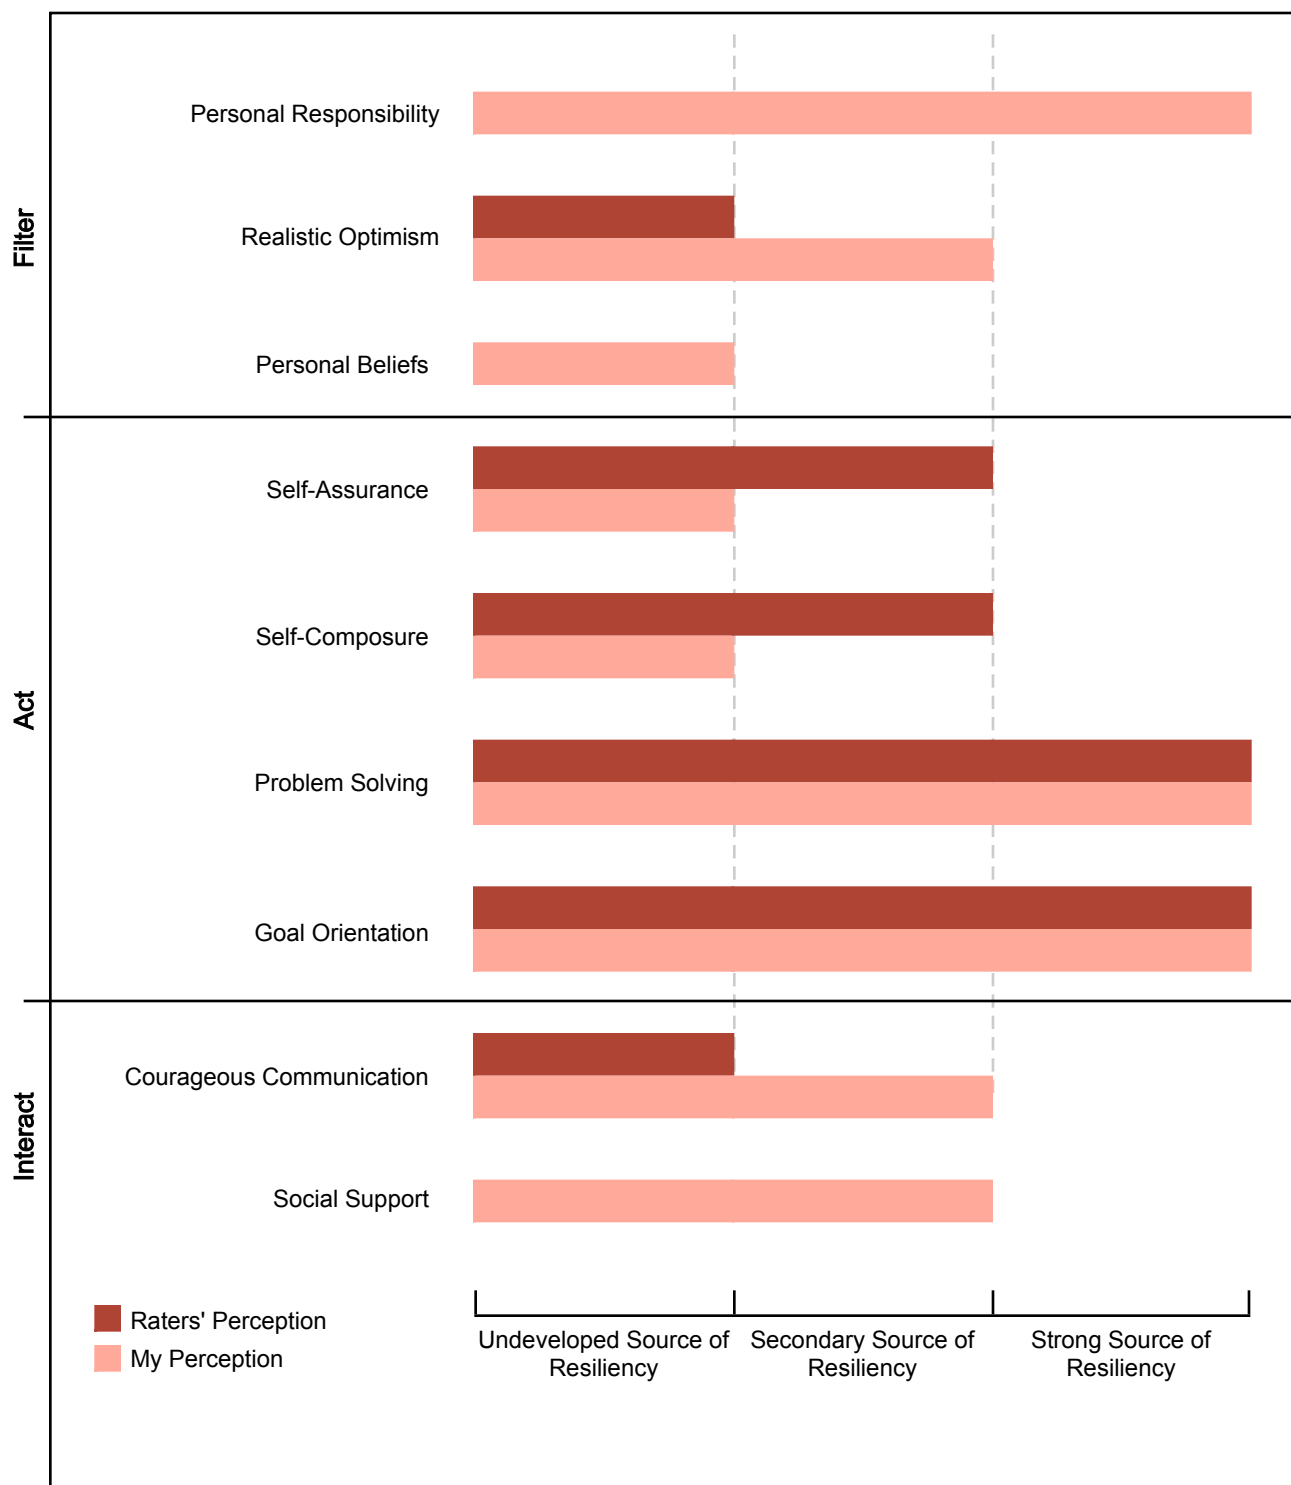 Filter
Personal Responsibility
Realistic Optimism
Personal Beliefs
Act
Self-Assurance
Self-Composure
Problem Solving
Goal Orientation
Interact
Courageous Communication
Social Support
Raters' Perception
My Perception
Undeveloped Source of
Resiliency
Secondary Source of
Resiliency
Strong Source of
Resiliency